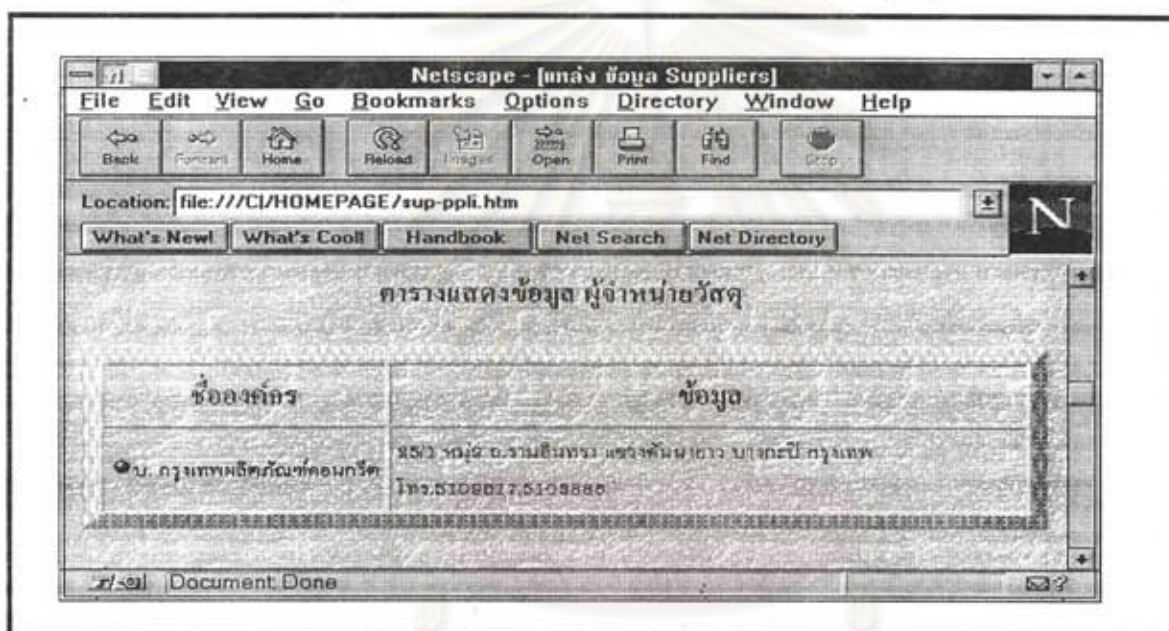 Netscape - [แหล่ง ข้อมูล Suppliers]
File Edit View Go Bookmarks Options Directory Window Help
Back Forward Home Reload Images Open Print Find Stop
Location: file:///C|/HOMEPAGE/sup-ppli.htm
What's New! What's Cool! Handbook Net Search Net Directory
ตารางแสดงข้อมูล ผู้จำหน่ายวัสดุ
ชื่อองค์กร ข้อมูล
บ. กรุงเทพผลิตภัณฑ์คอนกรีต
ถ.รามอินทรา แขวงคันนายาว บางกะปิ กรุงเทพ
โทร.
Document: Done